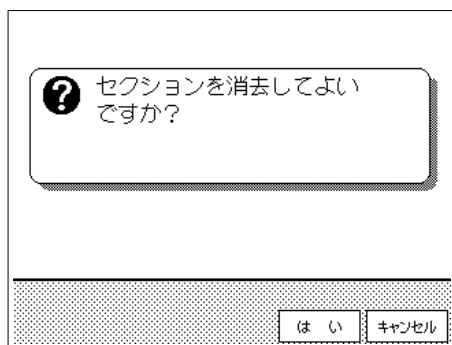 セクションを消去してよい
ですか？
は　い
キャンセル